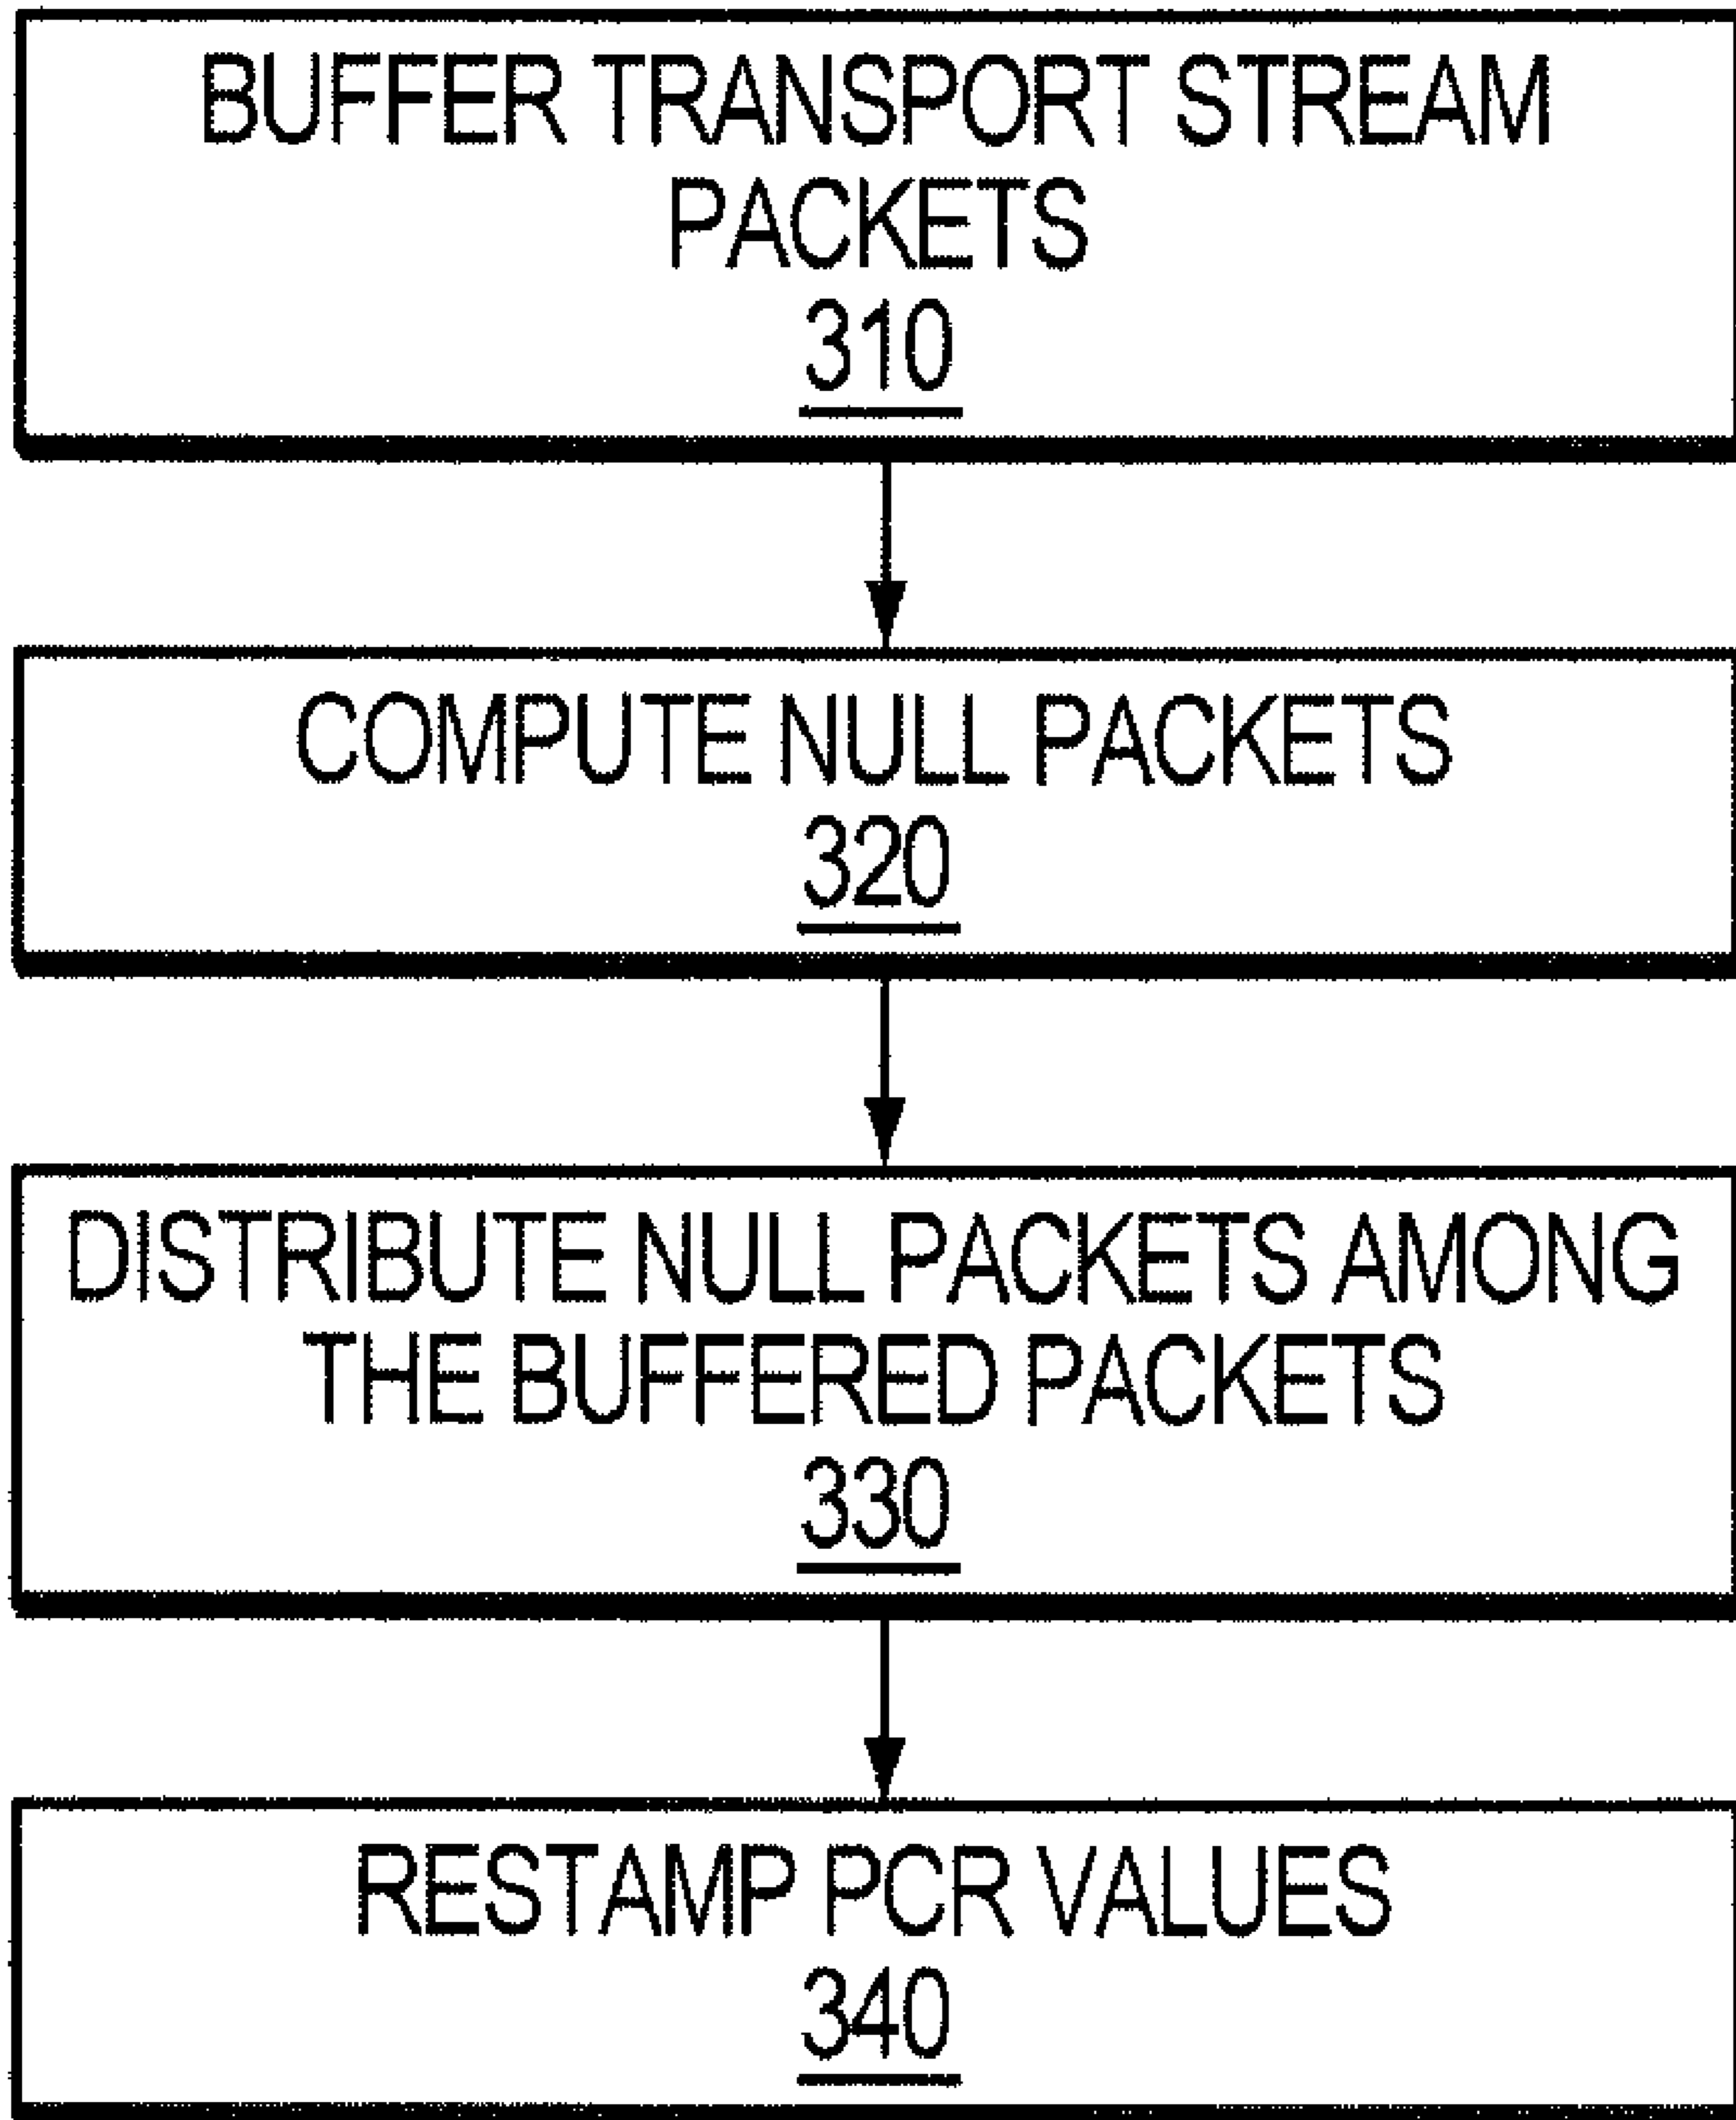 BUFFER TRANSPORT STREAM
PACKETS
310
COMPUTE NULL PACKETS
320
DISTRIBUTE NULL PACKETS AMONG
THE BUFFERED PACKETS
330
RESTAMP PCR VALUES
340